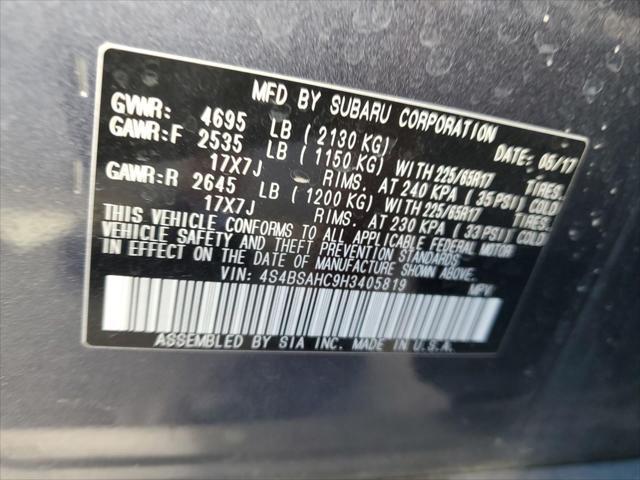 MFD BY SUBARU CORPORATION DATE: 05/17
GVWR: 4695 LB (2130 KG)
GAWR:F 2535 LB (1150 KG) WITH 225/65R17 TIRES
17X7J RIMS. AT 240 KPA (35 PSI) COLD
GAWR:R 2645 LB (1200 KG) WITH 225/65R17 TIRES
17X7J RIMS. AT 230 KPA (33 PSI) COLD
THIS VEHICLE CONFORMS TO ALL APPLICABLE FEDERAL MOTOR
VEHICLE SAFETY AND THEFT PREVENTION STANDARDS
IN EFFECT ON THE DATE OF MANUFACTURE SHOWN ABOVE.
VIN: 4S4BSAHC9H3405819 MPV
ASSEMBLED BY SIA INC. MADE IN U.S.A.